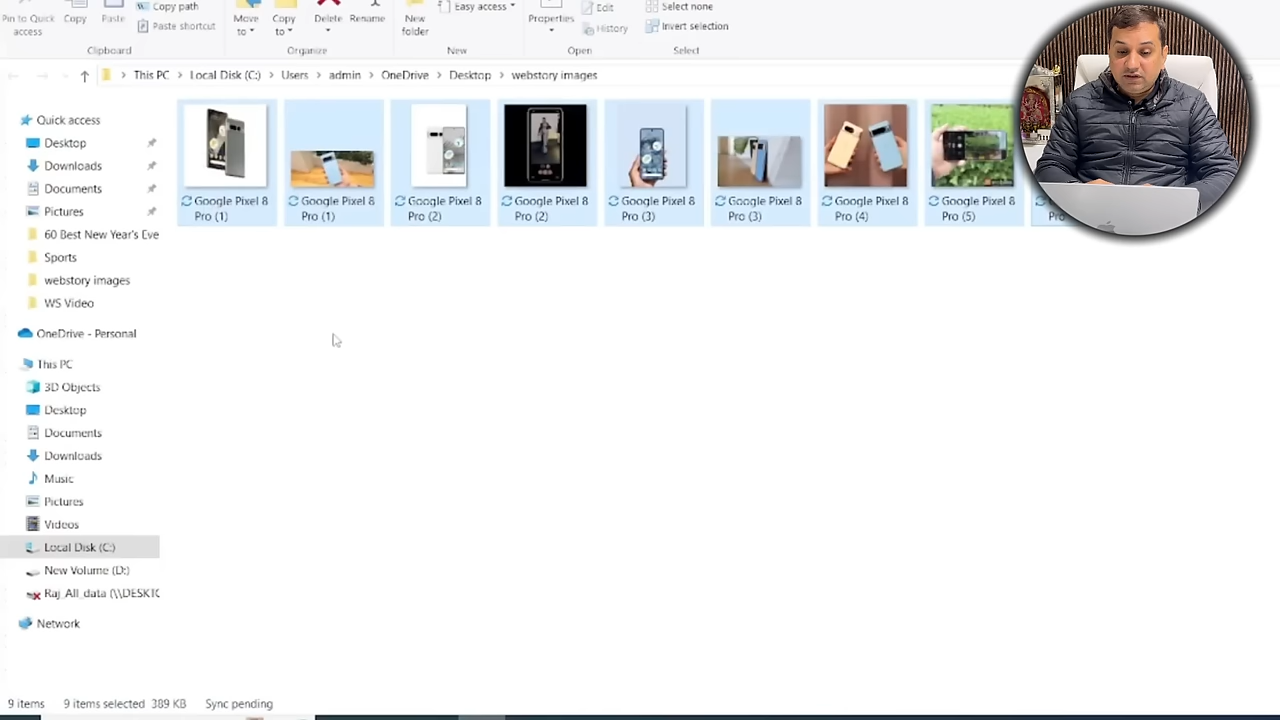 Pin to Quick access
Copy
Paste
Copy path
Paste shortcut
Clipboard
Move to
Copy to
Delete
Rename
Organize
New folder
Easy access
New
Properties
Edit
History
Open
Select none
Invert selection
Select
This PC > Local Disk (C:) > Users > admin > OneDrive > Desktop > webstory images
Quick access
Desktop
Downloads
Documents
Pictures
60 Best New Year's Eve
Sports
webstory images
WS Video
OneDrive - Personal
This PC
3D Objects
Desktop
Documents
Downloads
Music
Pictures
Videos
Local Disk (C:)
New Volume (D:)
Raj_All_data (\\DESKTO
Network
Google Pixel 8 Pro (1)
Google Pixel 8 Pro (1)
Google Pixel 8 Pro (2)
Google Pixel 8 Pro (2)
Google Pixel 8 Pro (3)
Google Pixel 8 Pro (3)
Google Pixel 8 Pro (4)
Google Pixel 8 Pro (5)
Pro
9 items
9 items selected 389 KB
Sync pending